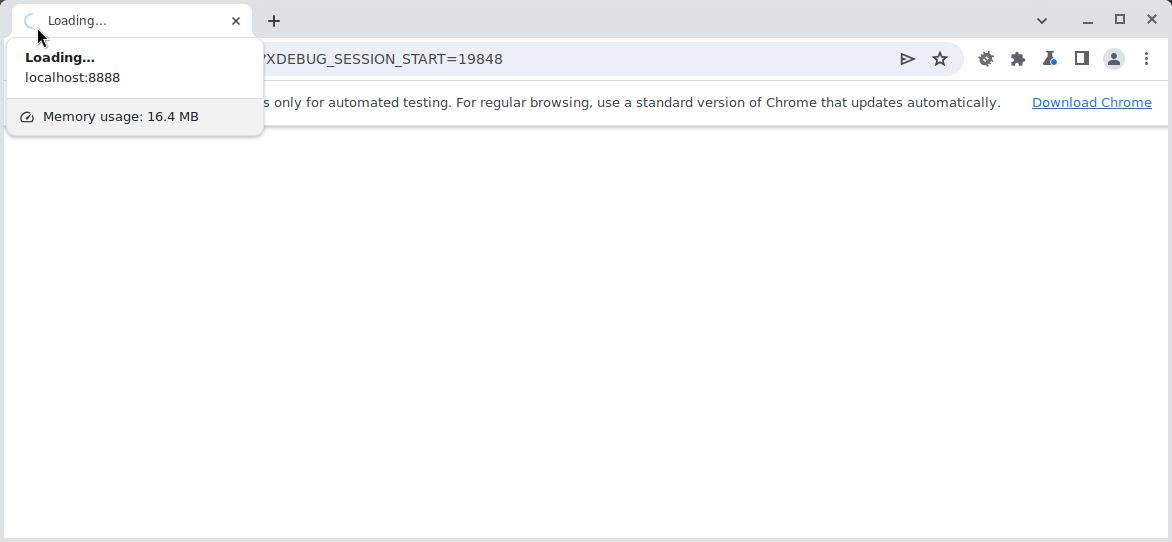 Loading...
Loading...
localhost:8888
Memory usage: 16.4 MB
?XDEBUG_SESSION_START=19848
s only for automated testing. For regular browsing, use a standard version of Chrome that updates automatically.
Download Chrome